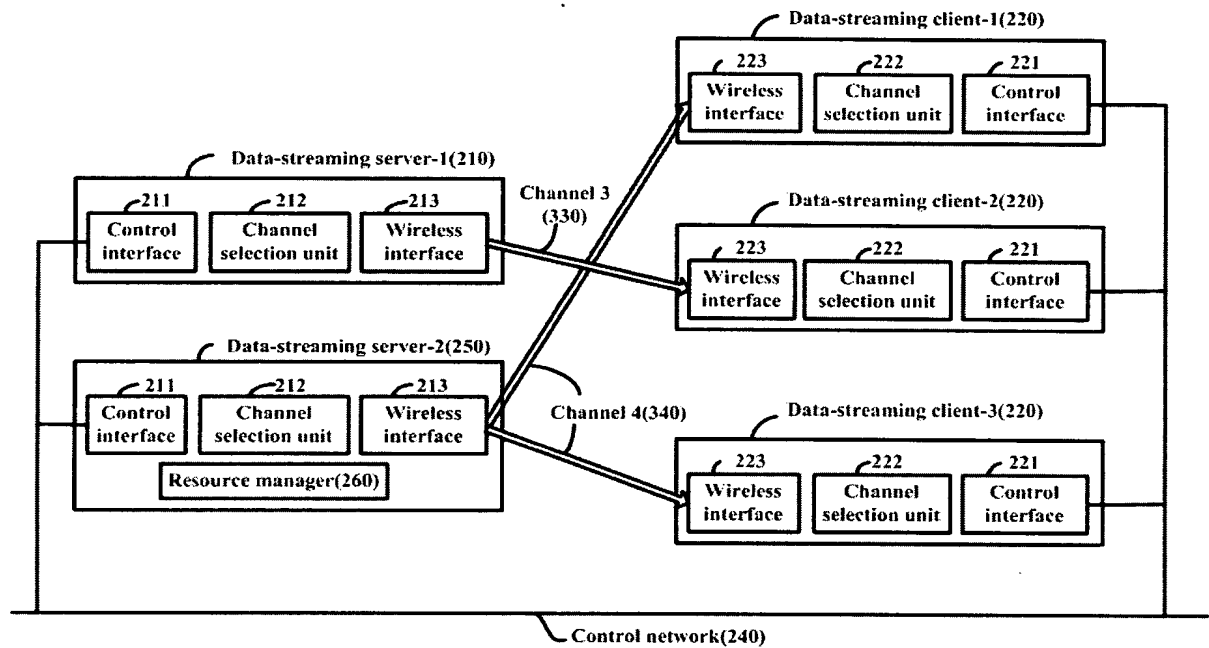 Data-streaming client-1(220)
223
222
221
Wireless
interface
Channel
selection unit
Control
interface
Data-streaming server-1(210)
211
212
213
Control
interface
Channel
selection unit
Wireless
interface
Channel 3
(330)
Data-streaming client-2(220)
223
222
221
Wireless
interface
Channel
selection unit
Control
interface
Data-streaming server-2(250)
211
212
213
Control
interface
Channel
selection unit
Wireless
interface
Resource manager(260)
Channel 4(340)
Data-streaming client-3(220)
223
222
221
Wireless
interface
Channel
selection unit
Control
interface
Control network(240)